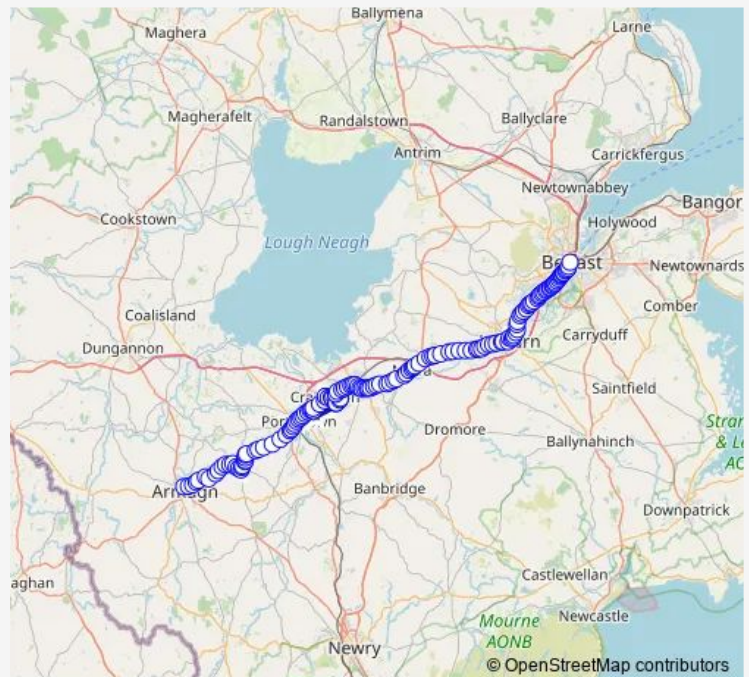 Ballymena
Maghera
Larne
Magherafelt
Randalstown
Ballyclare
Antrim
Carrickfergus
Newtownabbey
Bangor
Cookstown
Holywood
Lough Neagh
Newtownards
Comber
Coalisland
Carryduff
Dungannon
Saintfield
Dromore
Ballynahinch
Banbridge
Downpatrick
Castlewellan
Newcastle
Mourne
AONB
Newry
© OpenStreetMap contributors